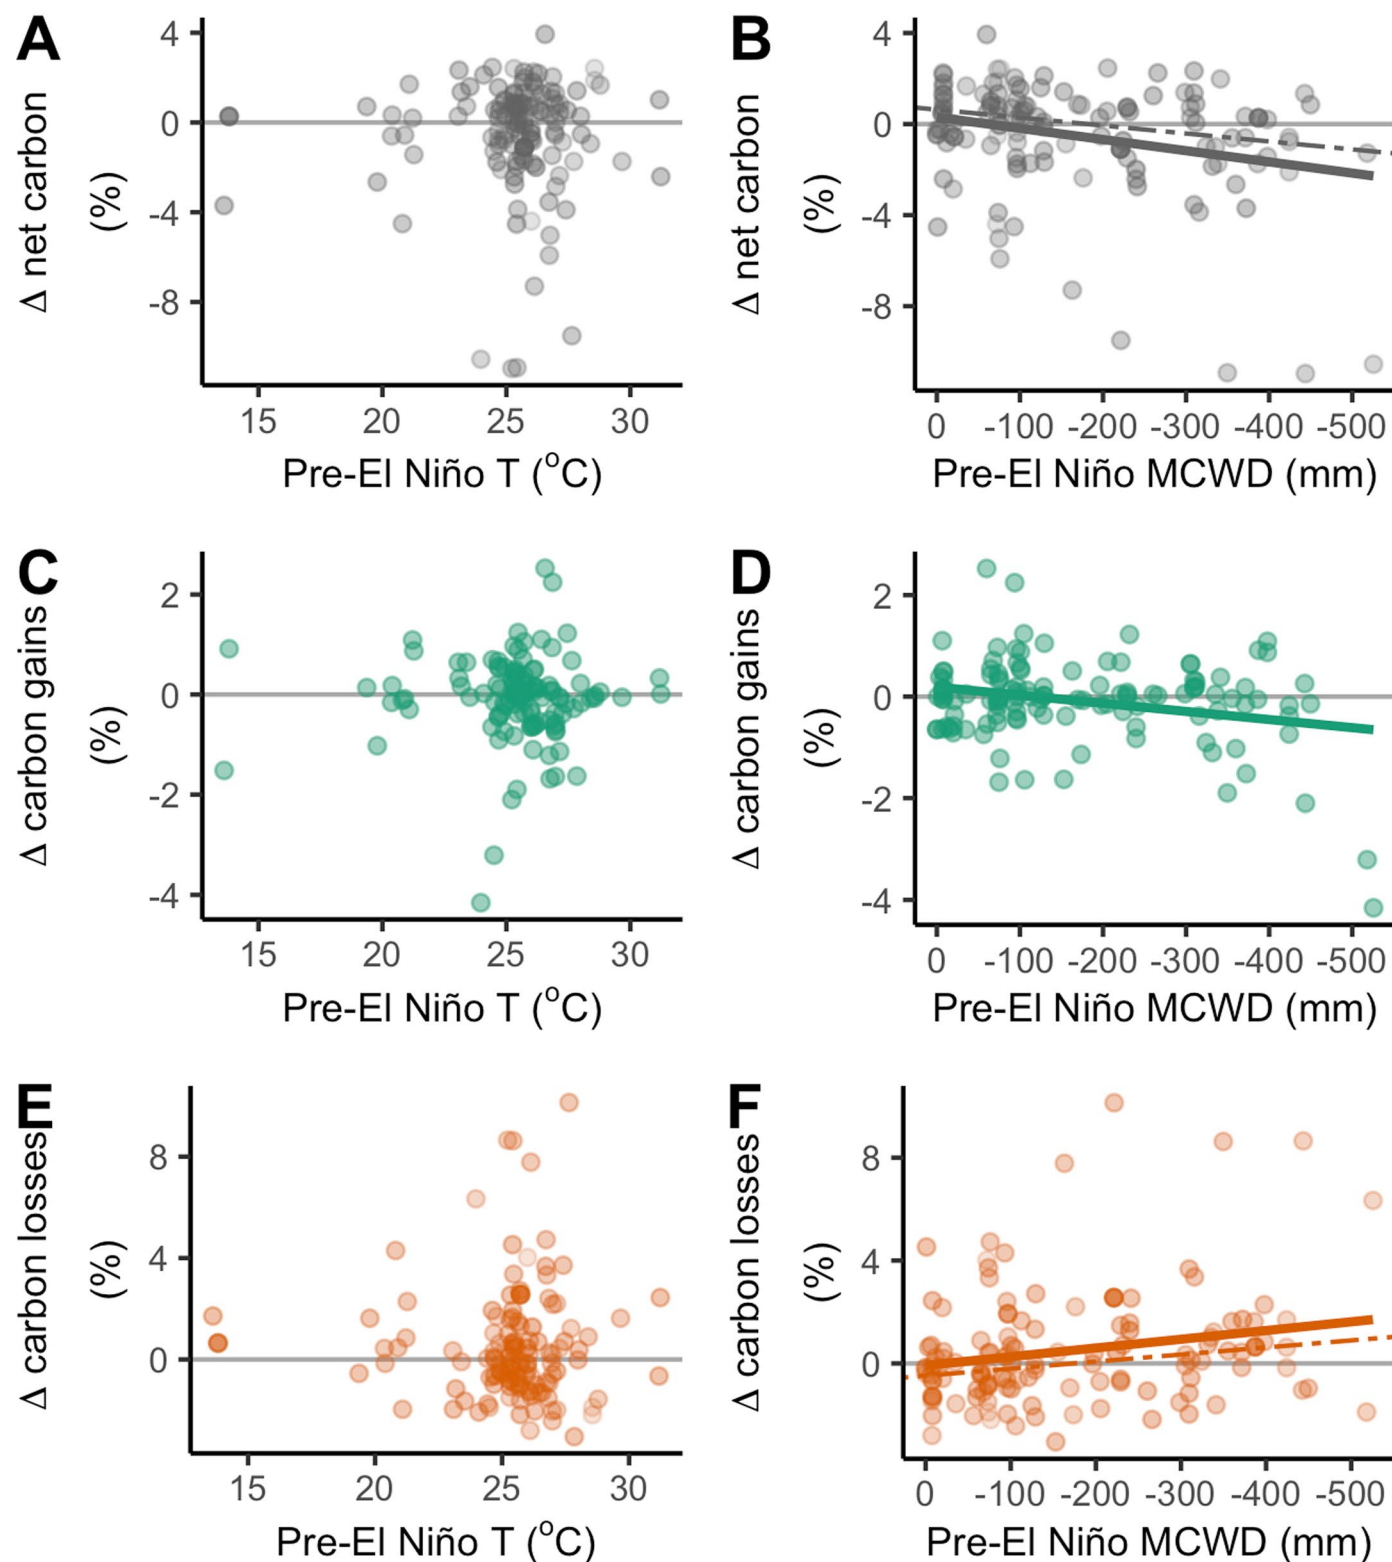 A
Δ net carbon
(%)
4
0
-4
-8
15 20 25 30
Pre-El Niño T (°C)
B
Δ net carbon
(%)
4
0
-4
-8
0 -100 -200 -300 -400 -500
Pre-El Niño MCWD (mm)
C
Δ carbon gains
(%)
2
0
-2
-4
15 20 25 30
Pre-El Niño T (°C)
D
Δ carbon gains
(%)
2
0
-2
-4
0 -100 -200 -300 -400 -500
Pre-El Niño MCWD (mm)
E
Δ carbon losses
(%)
8
4
0
15 20 25 30
Pre-El Niño T (°C)
F
Δ carbon losses
(%)
8
4
0
0 -100 -200 -300 -400 -500
Pre-El Niño MCWD (mm)